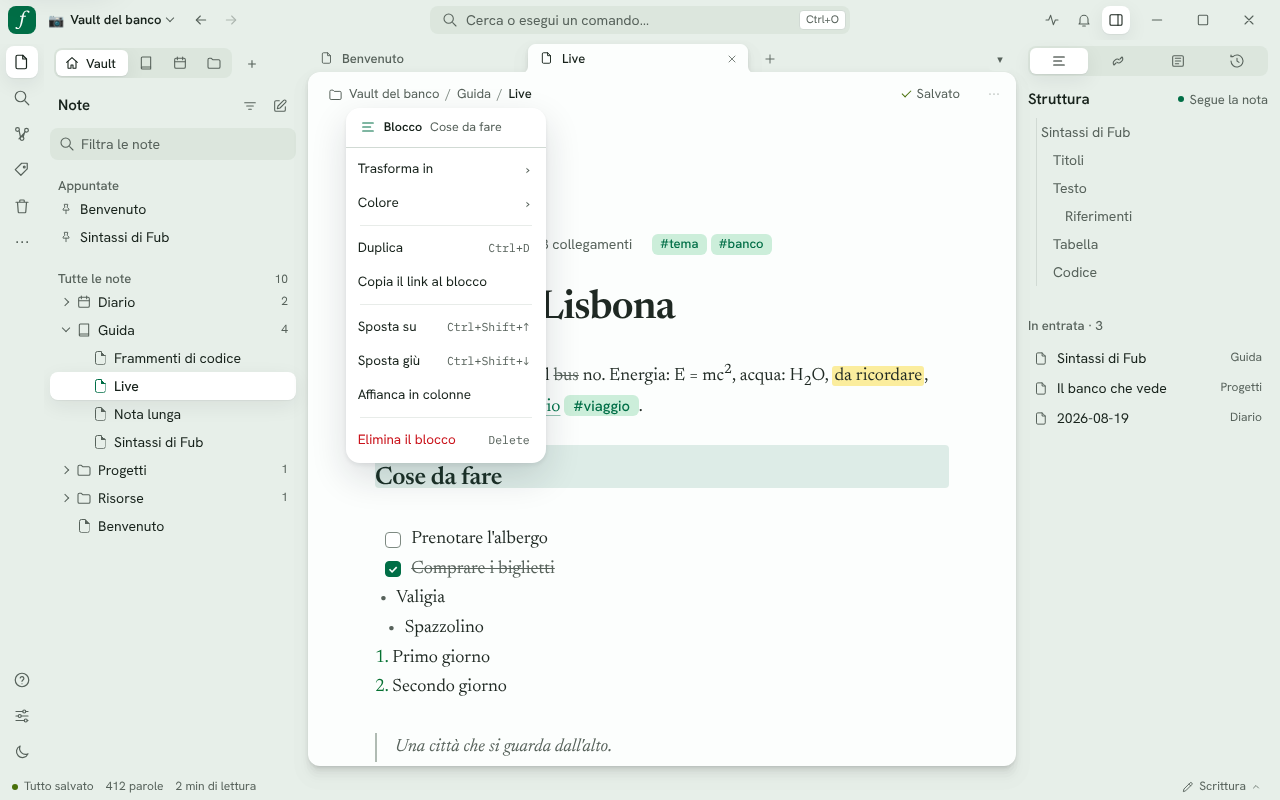 Vault del banco
Cerca o esegui un comando…
Ctrl+O
Vault
Note
Filtra le note
Appuntate
Benvenuto
Sintassi di Fub
Tutte le note 10
Diario 2
Guida 4
Frammenti di codice
Live
Nota lunga
Sintassi di Fub
Progetti 1
Risorse 1
Benvenuto
Tutto salvato 412 parole 2 min di lettura
Benvenuto
Live
Vault del banco / Guida / Live
Salvato
Blocco Cose da fare
Trasforma in
Colore
Duplica Ctrl+D
Copia il link al blocco
Sposta su Ctrl+Shift+↑
Sposta giù Ctrl+Shift+↓
Affianca in colonne
Elimina il blocco Delete
collegamenti #tema #banco
Lisbona
bus no. Energia: E = mc², acqua: H₂O, da ricordare,
#viaggio .
Cose da fare
Prenotare l'albergo
Comprare i biglietti
• Valigia
• Spazzolino
1. Primo giorno
2. Secondo giorno
Una città che si guarda dall'alto.
Struttura
Segue la nota
Sintassi di Fub
Titoli
Testo
Riferimenti
Tabella
Codice
In entrata · 3
Sintassi di Fub Guida
Il banco che vede Progetti
2026-08-19 Diario
Scrittura